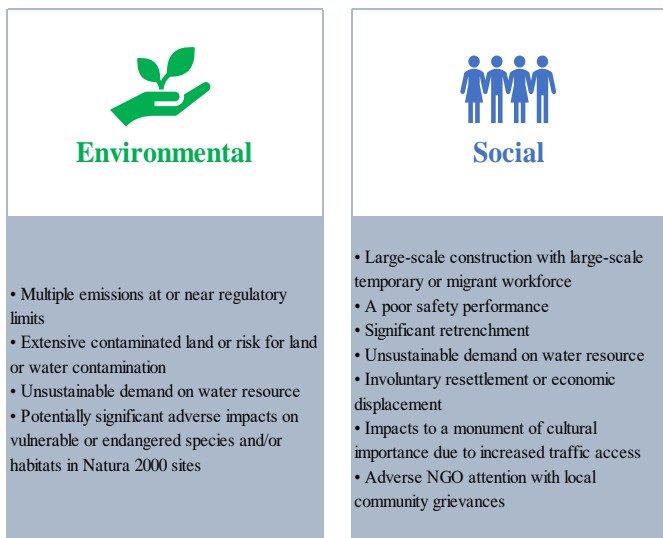 Environmental
• Multiple emissions at or near regulatory
limits
• Extensive contaminated land or risk for land
or water contamination
• Unsustainable demand on water resource
• Potentially significant adverse impacts on
vulnerable or endangered species and/or
habitats in Natura 2000 sites
Social
• Large-scale construction with large-scale
temporary or migrant workforce
• A poor safety performance
• Significant retrenchment
• Unsustainable demand on water resource
• Involuntary resettlement or economic
displacement
• Impacts to a monument of cultural
importance due to increased traffic access
• Adverse NGO attention with local
community grievances